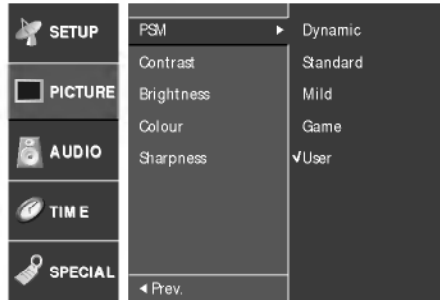 SETUP
PICTURE
AUDIO
TIME
SPECIAL
PSM ►
Contrast
Brightness
Colour
Sharpness
◄ Prev.
Dynamic
Standard
Mild
Game
✓User